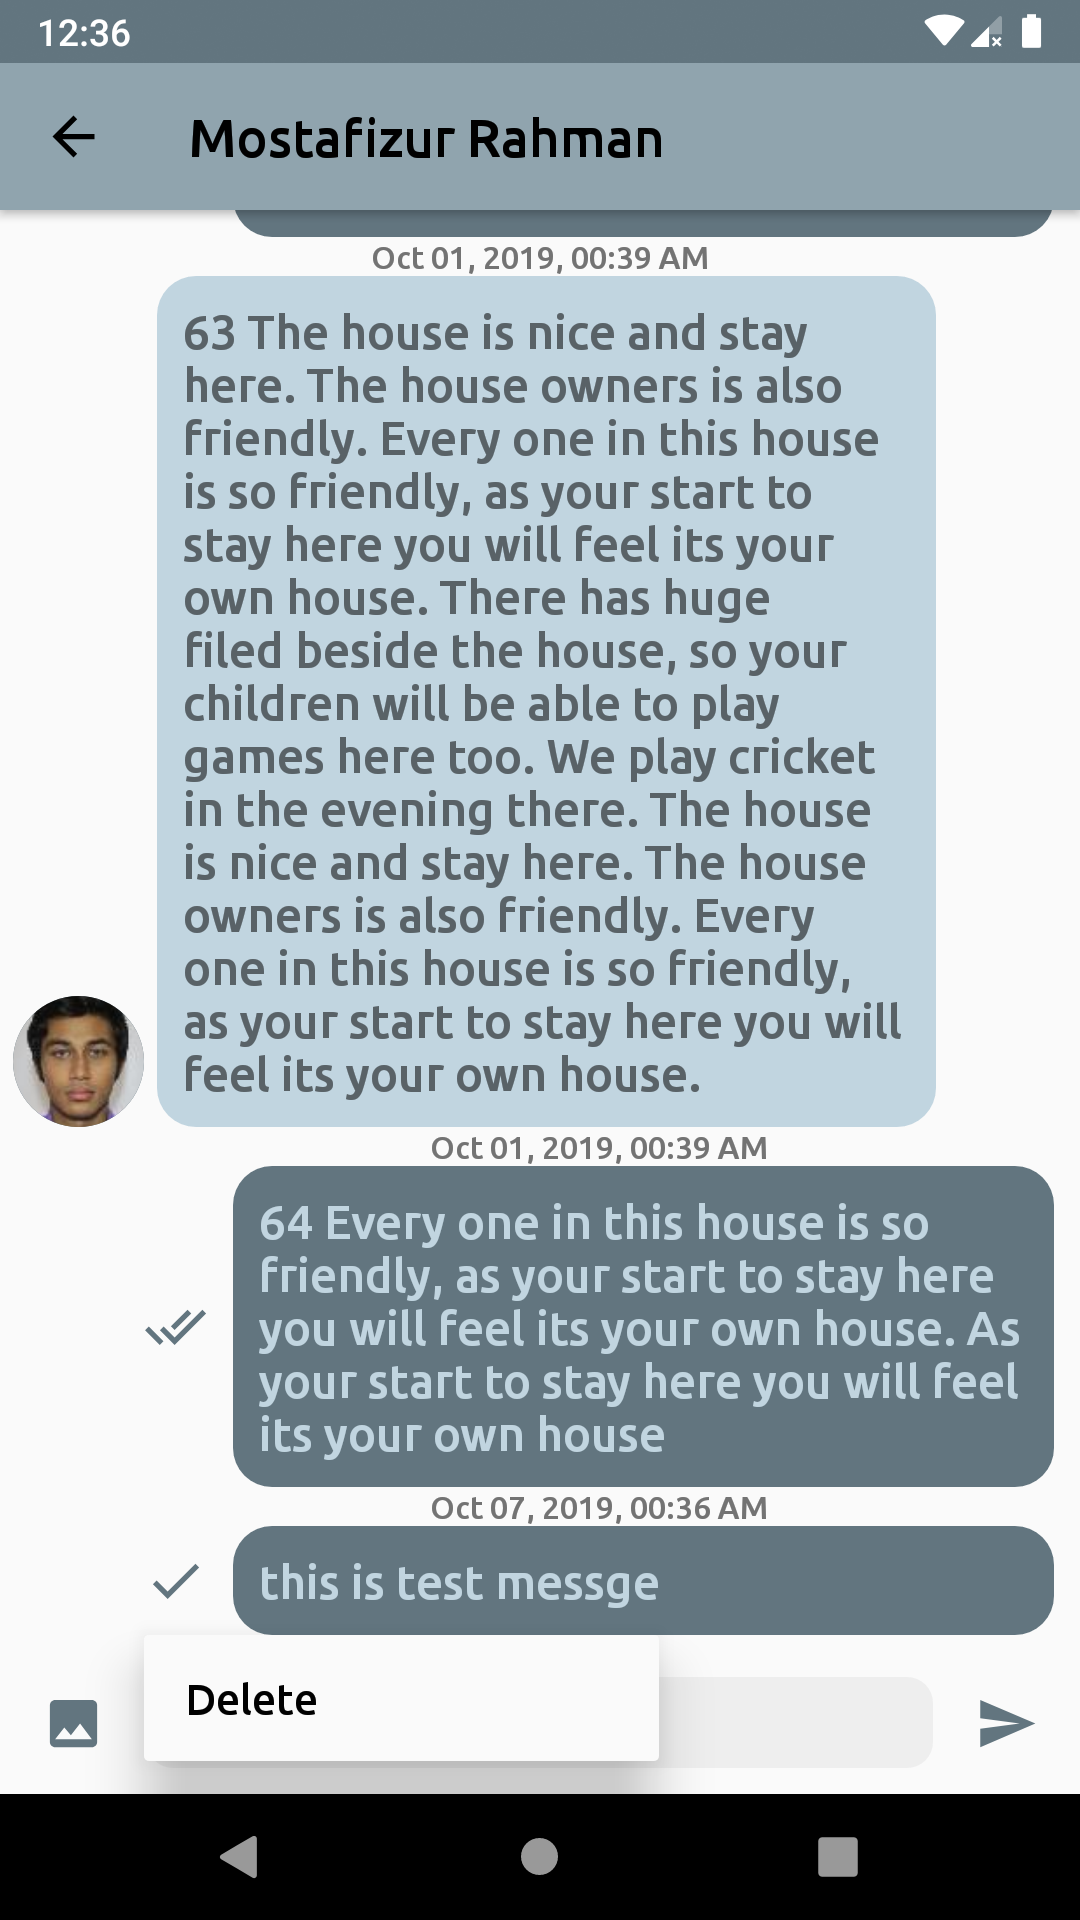 12:36
Mostafizur Rahman
Oct 01, 2019, 00:39 AM
63 The house is nice and stay
here. The house owners is also
friendly. Every one in this house
is so friendly, as your start to
stay here you will feel its your
own house. There has huge
filed beside the house, so your
children will be able to play
games here too. We play cricket
in the evening there. The house
is nice and stay here. The house
owners is also friendly. Every
one in this house is so friendly,
as your start to stay here you will
feel its your own house.
Oct 01, 2019, 00:39 AM
64 Every one in this house is so
friendly, as your start to stay here
you will feel its your own house. As
your start to stay here you will feel
its your own house
Oct 07, 2019, 00:36 AM
this is test messge
Delete